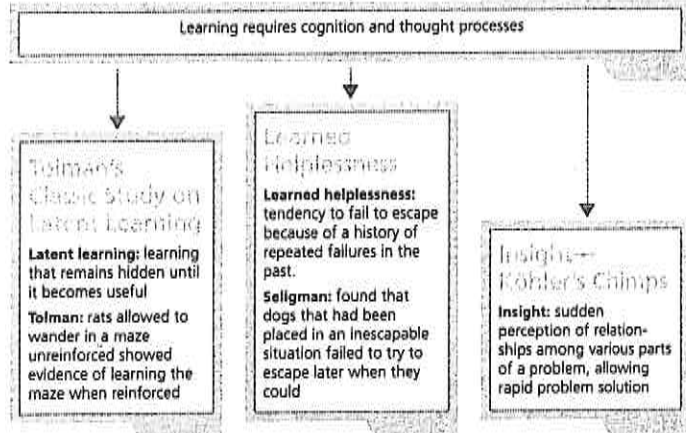 Learning requires cognition and thought processes
Tolman's
Classic Study on
Latent Learning
Latent learning: learning
that remains hidden until
it becomes useful
Tolman: rats allowed to
wander in a maze
unreinforced showed
evidence of learning the
maze when reinforced
Learned
Helplessness
Learned helplessness:
tendency to fail to escape
because of a history of
repeated failures in the
past.
Seligman: found that
dogs that had been
placed in an inescapable
situation failed to try to
escape later when they
could
Insight—
Köhler's Chimps
Insight: sudden
perception of relation-
ships among various parts
of a problem, allowing
rapid problem solution